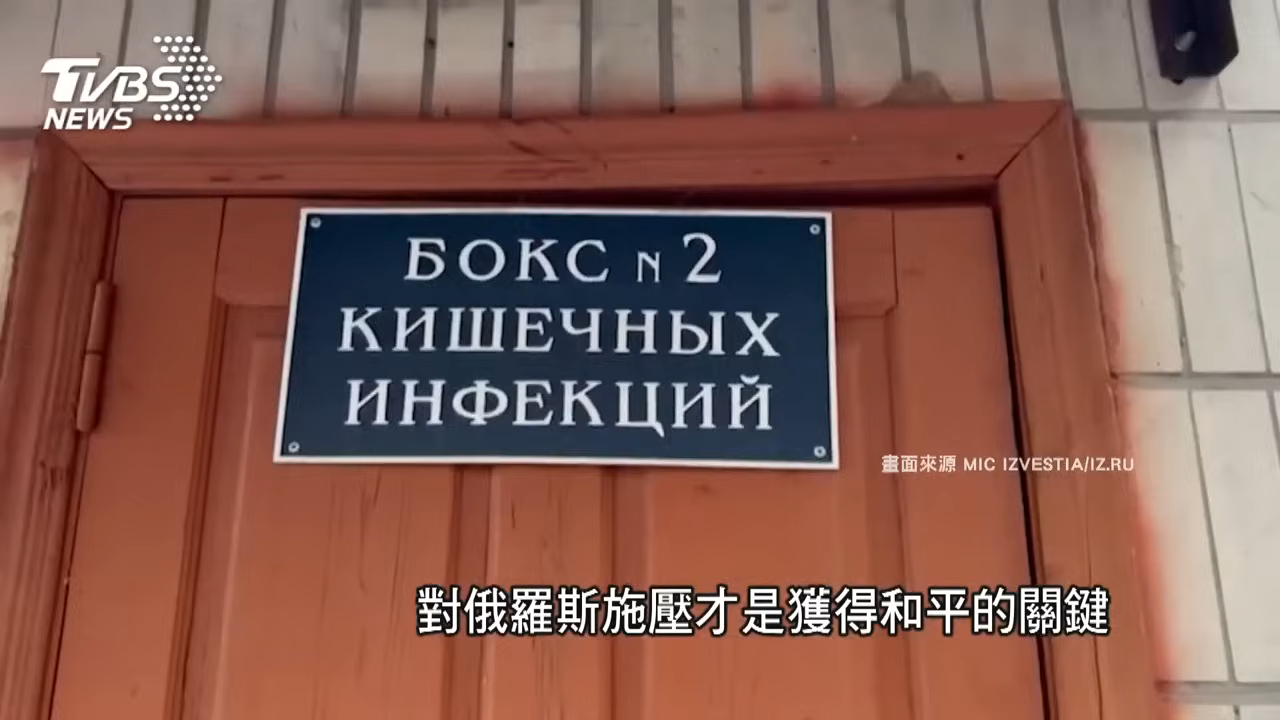 TVBS
NEWS
БОКС N 2
КИШЕЧНЫХ
ИНФЕКЦИЙ
畫面來源 MIC IZVESTIA/IZ.RU
對俄羅斯施壓才是獲得和平的關鍵